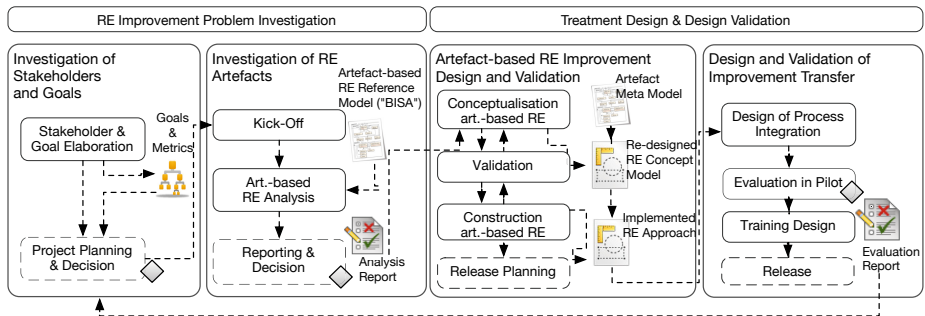 RE Improvement Problem Investigation
Treatment Design & Design Validation
Investigation of
Stakeholders
and Goals
Stakeholder &
Goal Elaboration
Goals
&
Metrics
Project Planning
& Decision
Investigation of RE
Artefacts
Artefact-based
RE Reference
Model ("BISA")
Kick-Off
Art.-based
RE Analysis
Reporting &
Decision
Analysis
Report
Artefact-based RE Improvement
Design and Validation
Conceptualisation
art.-based RE
Artefact
Meta Model
Validation
Re-designed
RE Concept
Model
Construction
art.-based RE
Implemented
RE Approach
Release Planning
Design and Validation of
Improvement Transfer
Design of Process
Integration
Evaluation in Pilot
Training Design
Evaluation
Report
Release